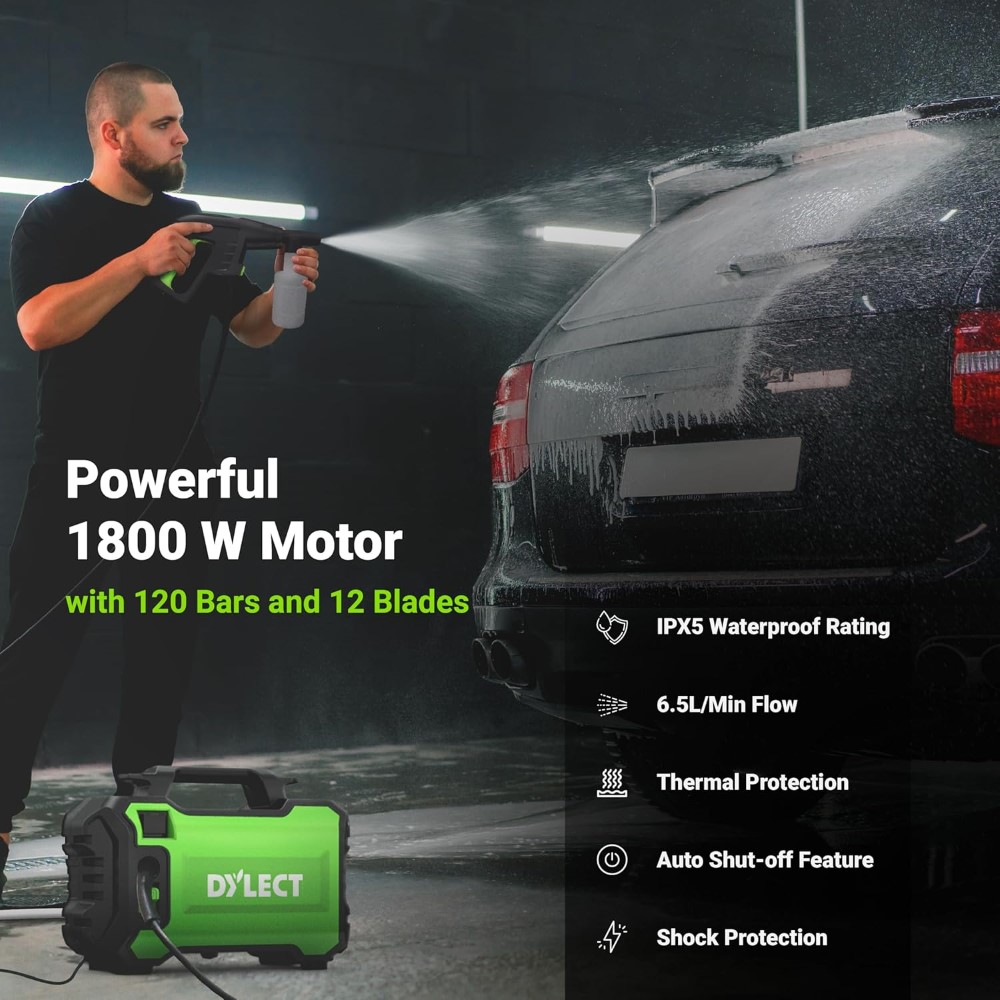 Powerful
1800 W Motor
with 120 Bars and 12 Blades
IPX5 Waterproof Rating
6.5L/Min Flow
Thermal Protection
Auto Shut-off Feature
Shock Protection
DYLECT